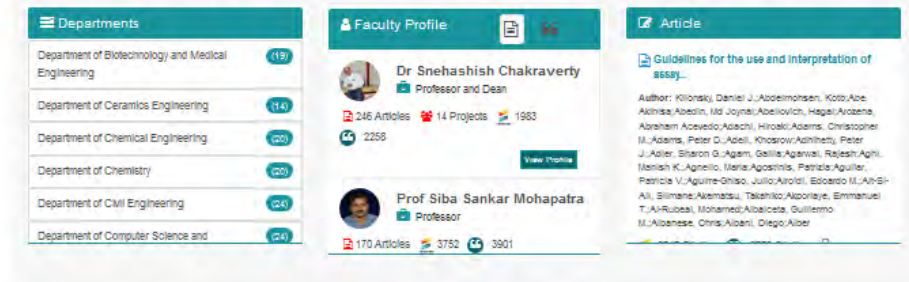 Departments
Department of Biotechnology and Medical
Engineering
(19)
Department of Ceramics Engineering
(14)
Department of Chemical Engineering
(20)
Department of Chemistry
(20)
Department of Civil Engineering
(24)
Department of Computer Science and
(24)
Faculty Profile
Dr Snehashish Chakraverty
Professor and Dean
246 Articles 14 Projects 1983
2258
View Profile
Prof Siba Sankar Mohapatra
Professor
170 Articles 3752 3901
Article
Guidelines for the use and interpretation of
assay...
Author: Klionsky, Daniel J.;Abdelmohsen, Kotb;Abe,
Akihisa;Abedin, Md Joynal;Abeliovich, Hagai;Arozena,
Abraham Acevedo;Adachi, Hiroaki;Adams, Christopher
M.;Adams, Peter D.;Adeli, Khosrow;Adhihetty, Peter
J.;Adler, Sharon G.;Agam, Galila;Agarwal, Rajesh;Aghi,
Manish K.;Agnello, Maria;Agostinis, Patrizia;Aguilar,
Patricia V.;Aguirre-Ghiso, Julio;Airoldi, Edoardo M.;Ait-Si-
Ali, Slimane;Akematsu, Takahiko;Akporiaye, Emmanuel
T.;Al-Rubeai, Mohamed;Albaiceta, Guillermo
M.;Albanese, Chris;Albani, Diego;Alber